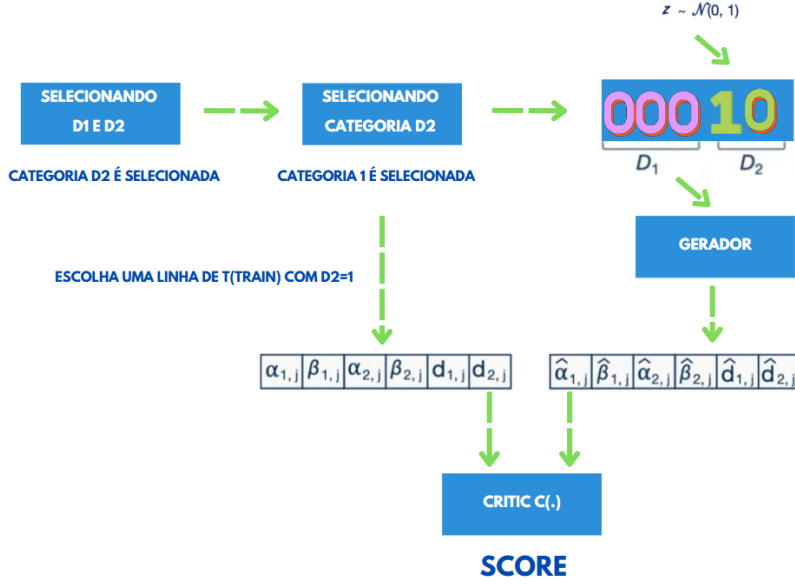 z ~ 𝒩(0, 1)
SELECIONANDO
D1 E D2
SELECIONANDO
CATEGORIA D2
00010
D₁ D₂
CATEGORIA D2 É SELECIONADA
CATEGORIA 1 É SELECIONADA
GERADOR
ESCOLHA UMA LINHA DE T(TRAIN) COM D2=1
α₁,ⱼ β₁,ⱼ α₂,ⱼ β₂,ⱼ d₁,ⱼ d₂,ⱼ
α̂₁,ⱼ β̂₁,ⱼ α̂₂,ⱼ β̂₂,ⱼ d̂₁,ⱼ d̂₂,ⱼ
CRITIC C(.)
SCORE